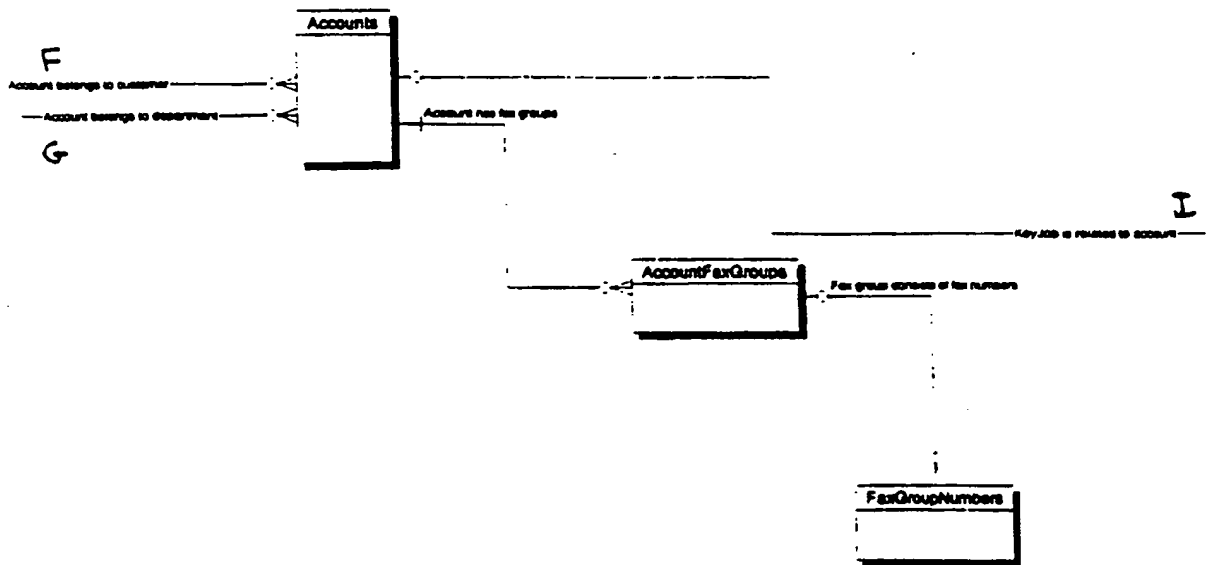 Accounts
F
Account belongs to customer
Account belongs to department
G
Account has fax groups
I
KeyJob is related to account
AccountFaxGroups
Fax group consists of fax numbers
FaxGroupNumbers